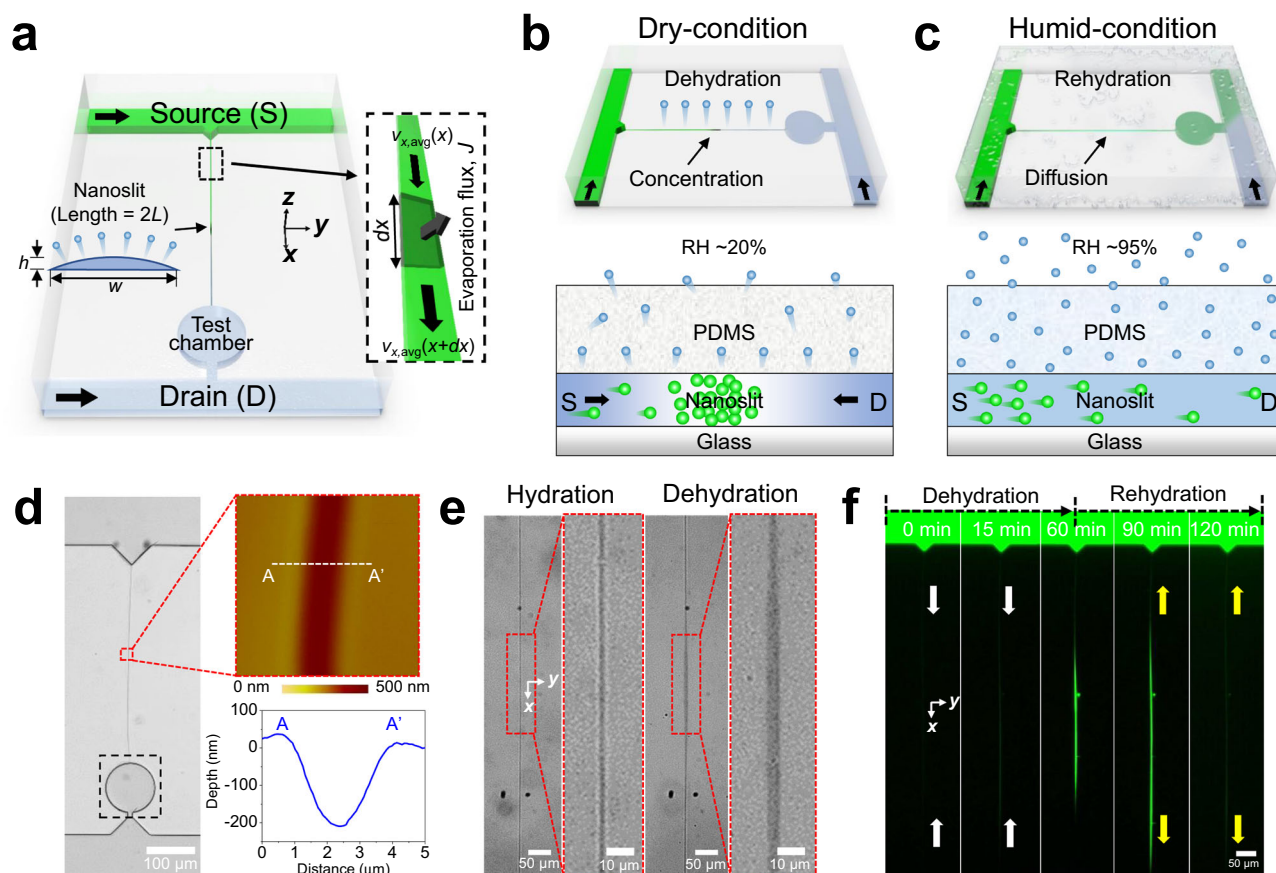 a
Source (S)
Nanoslit
(Length = 2L)
h
w
z
y
x
Test
chamber
Drain (D)
v_{x,avg}(x)
dx
Evaporation flux, J
v_{x,avg}(x+dx)
b
Dry-condition
Dehydration
Concentration
RH ~20%
PDMS
S
Nanoslit
D
Glass
c
Humid-condition
Rehydration
Diffusion
RH ~95%
PDMS
S
Nanoslit
D
Glass
d
A
A'
0 nm
500 nm
100 µm
A
A'
Depth (nm)
100
0
-100
-200
0 1 2 3 4 5
Distance (µm)
e
Hydration
Dehydration
y
x
50 µm
10 µm
50 µm
10 µm
f
Dehydration
Rehydration
0 min
15 min
60 min
90 min
120 min
y
x
50 µm